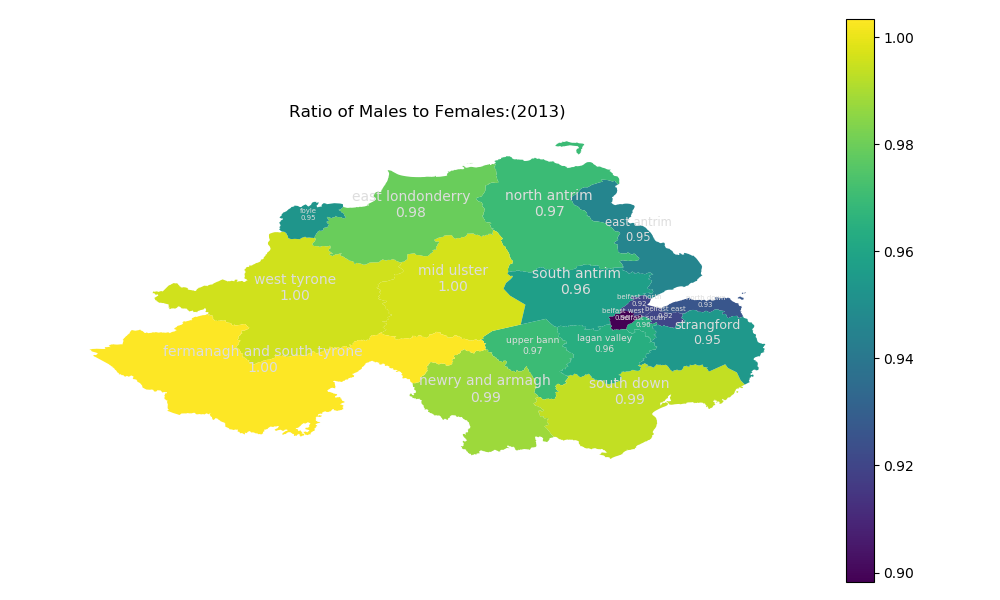 Ratio of Males to Females:(2013)
1.00
0.98
0.96
0.94
0.92
0.90
east londonderry
0.98
north antrim
0.97
foyle
0.95
east antrim
0.95
west tyrone
1.00
mid ulster
1.00
south antrim
0.96
belfast north
0.92
0.93
belfast west
belfast east
0.92
belfast south
0.96
strangford
0.95
upper bann
0.97
lagan valley
0.96
fermanagh and south tyrone
1.00
newry and armagh
0.99
south down
0.99